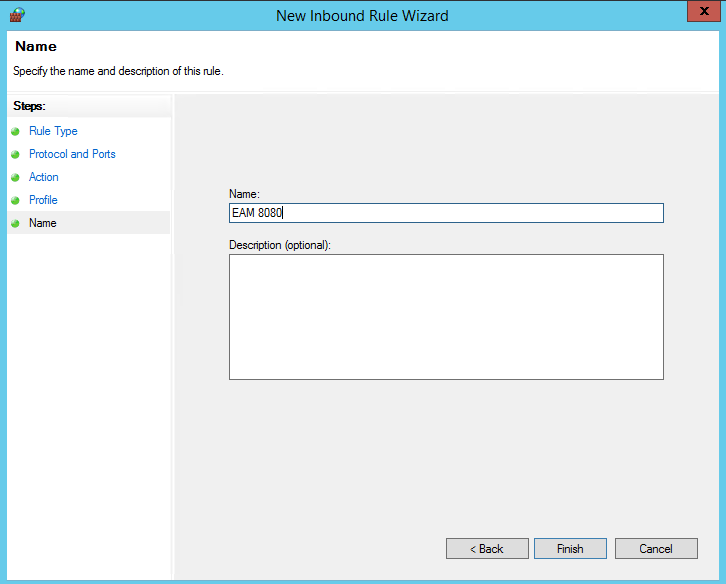 New Inbound Rule Wizard
x
Name
Specify the name and description of this rule.
Steps:
Rule Type
Protocol and Ports
Action
Profile
Name
Name:
EAM 8080
Description (optional):
< Back
Finish
Cancel